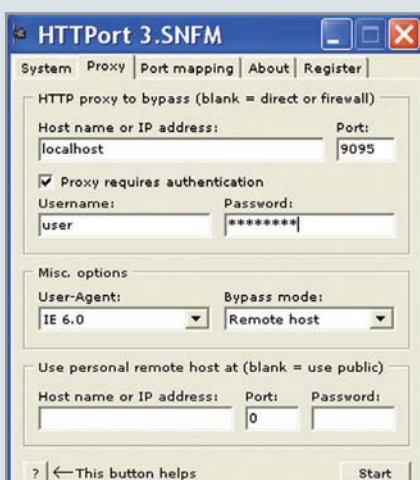 HTTPort 3.SNFM
System Proxy Port mapping About Register
HTTP proxy to bypass (blank = direct or firewall)
Host name or IP address: Port:
localhost 9095
Proxy requires authentication
Username: Password:
user ********
Misc. options
User-Agent: Bypass mode:
IE 6.0 Remote host
Use personal remote host at (blank = use public)
Host name or IP address: Port: Password:
0
? ←This button helps Start